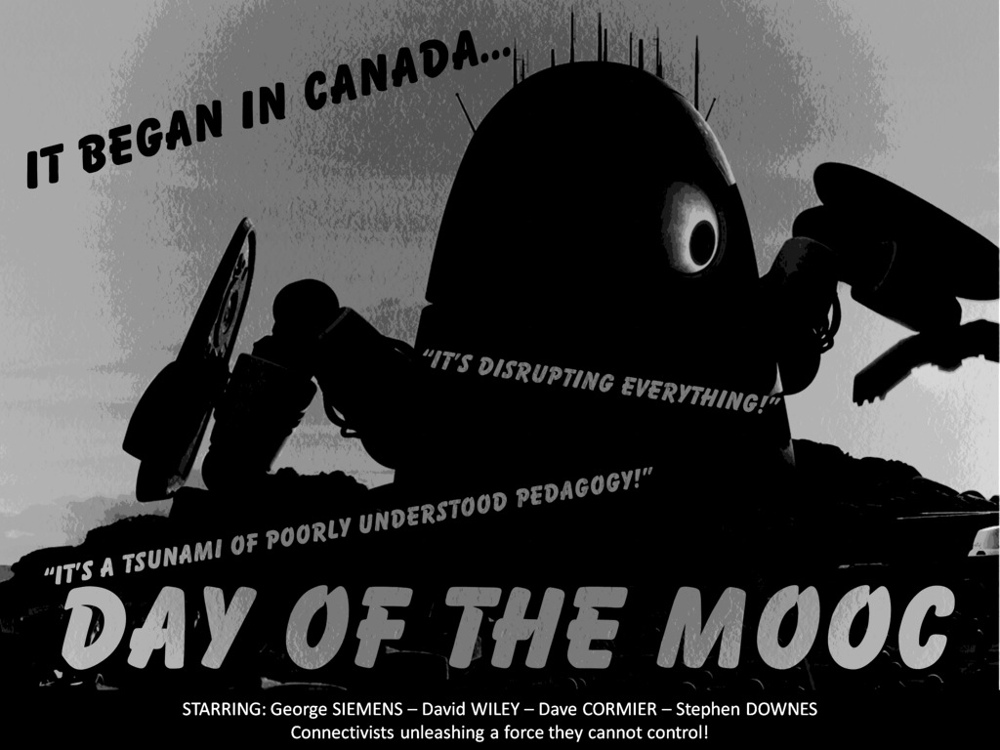 IT BEGAN IN CANADA...
"IT'S DISRUPTING EVERYTHING!"
"IT'S A TSUNAMI OF POORLY UNDERSTOOD PEDAGOGY!"
DAY OF THE MOOC
STARRING: George SIEMENS – David WILEY – Dave CORMIER – Stephen DOWNES
Connectivists unleashing a force they cannot control!